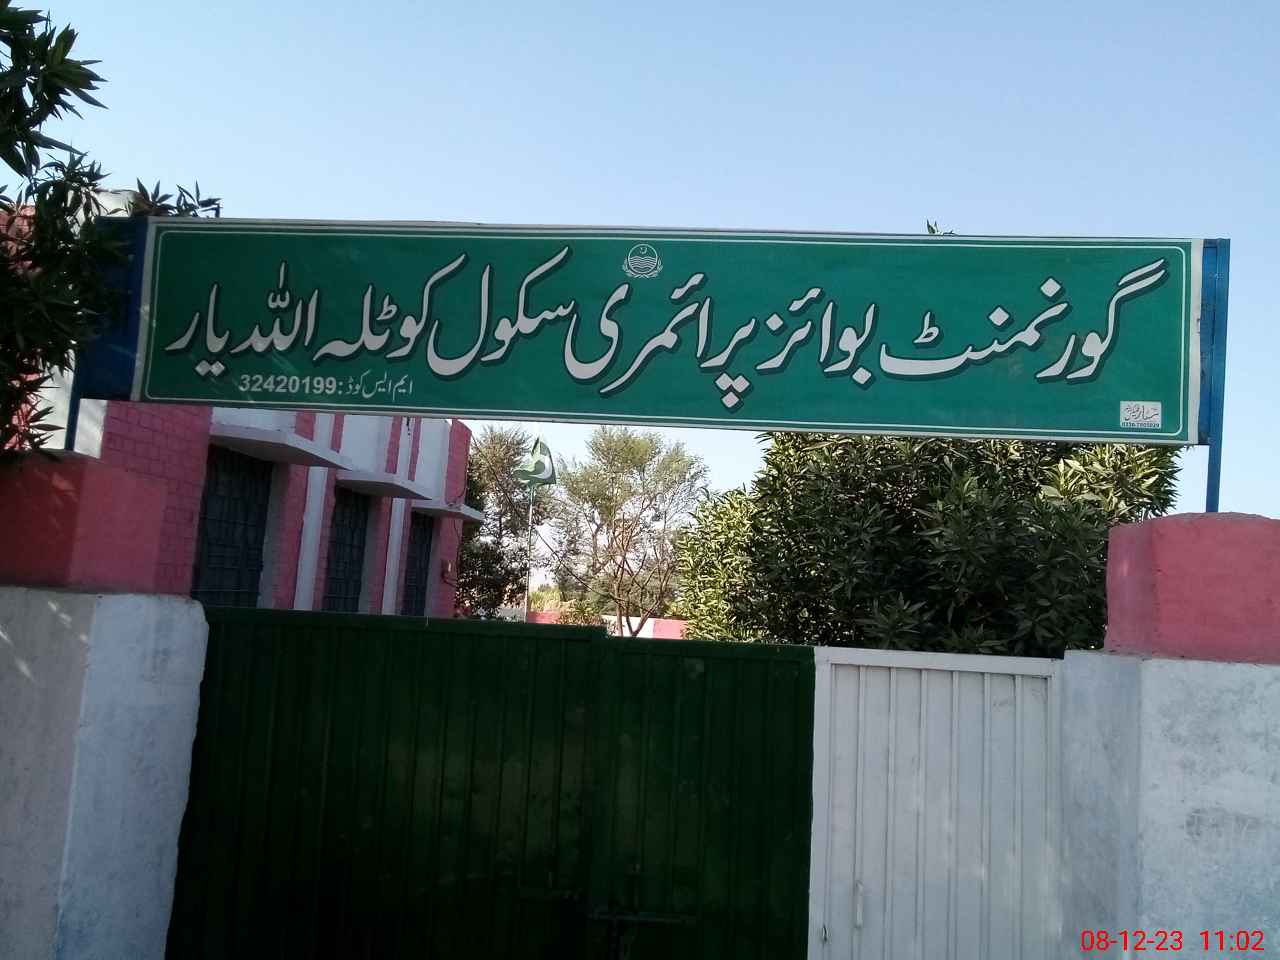 گورنمنٹ بوائز پرائمری سکول کوٹلہ اللہ یار
ایم ایس کوڈ: 32420199
08-12-23 11:02